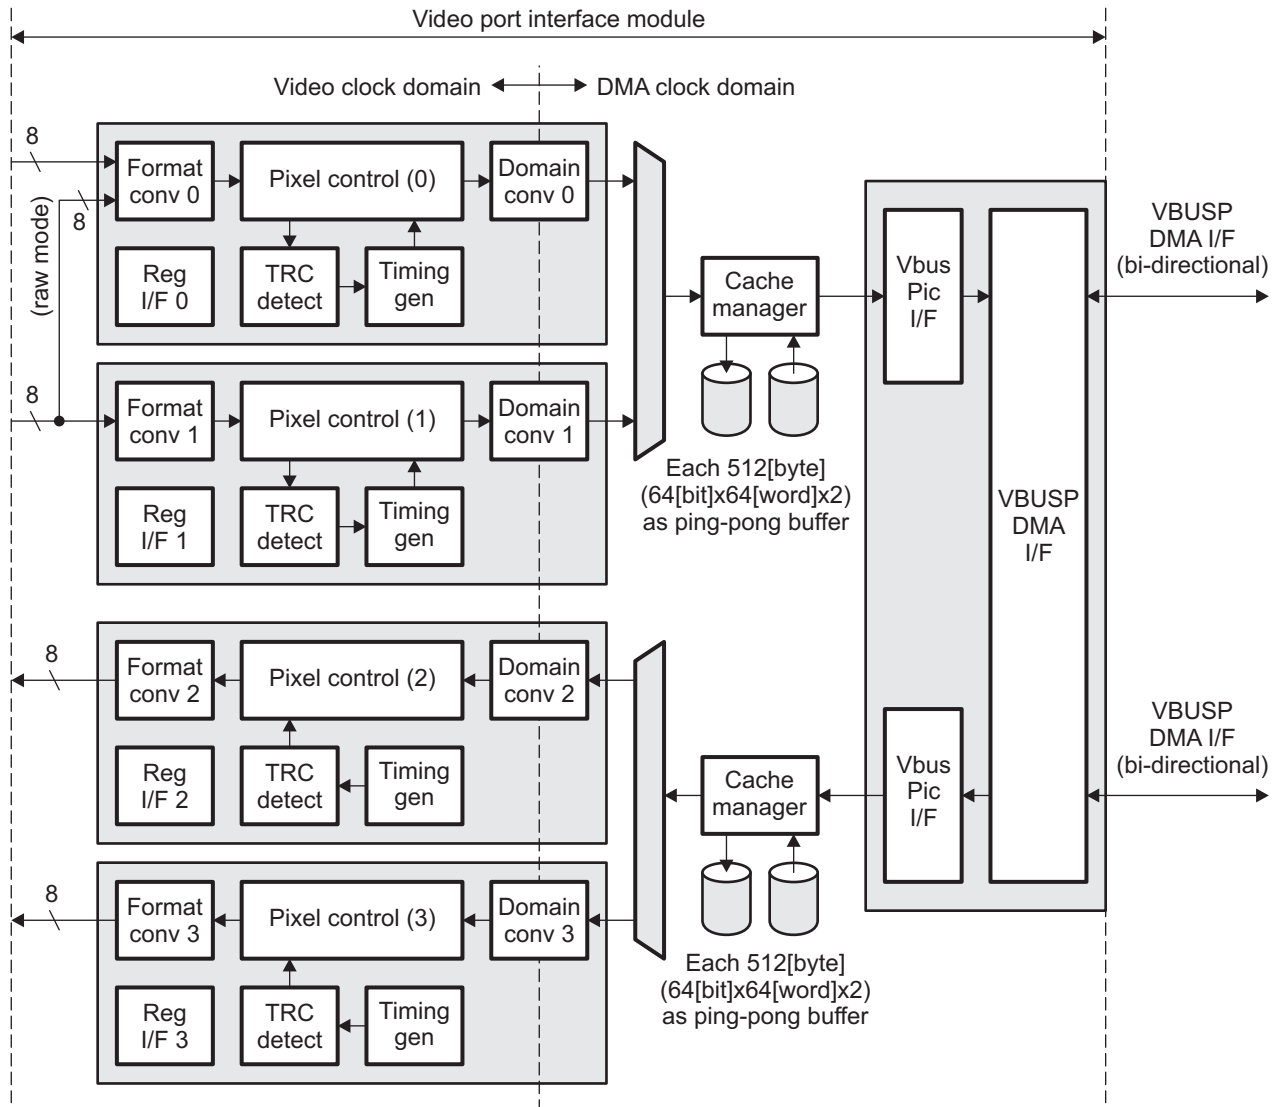 Video port interface module
Video clock domain
DMA clock domain
8
8
(raw mode)
Format
conv 0
Pixel control (0)
Domain
conv 0
Reg
I/F 0
TRC
detect
Timing
gen
8
Format
conv 1
Pixel control (1)
Domain
conv 1
Reg
I/F 1
TRC
detect
Timing
gen
Cache
manager
Each 512[byte]
(64[bit]x64[word]x2)
as ping-pong buffer
Vbus
Pic
I/F
VBUSP
DMA
I/F
VBUSP
DMA I/F
(bi-directional)
8
Format
conv 2
Pixel control (2)
Domain
conv 2
Reg
I/F 2
TRC
detect
Timing
gen
8
Format
conv 3
Pixel control (3)
Domain
conv 3
Reg
I/F 3
TRC
detect
Timing
gen
Cache
manager
Each 512[byte]
(64[bit]x64[word]x2)
as ping-pong buffer
Vbus
Pic
I/F
VBUSP
DMA I/F
(bi-directional)